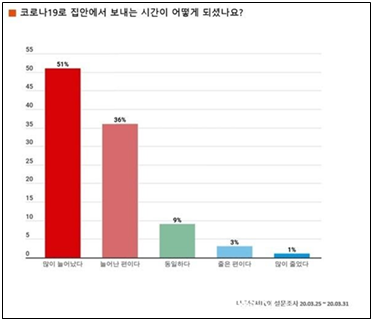 코로나19로 집안에서 보내는 시간이 어떻게 되셨나요?
55
50
45
40
35
30
25
20
15
10
5
0
51%
36%
9%
3%
1%
많이 늘어났다
늘어난 편이다
동일하다
줄은 편이다
많이 줄었다
설문조사 20.03.25 ~ 20.03.31